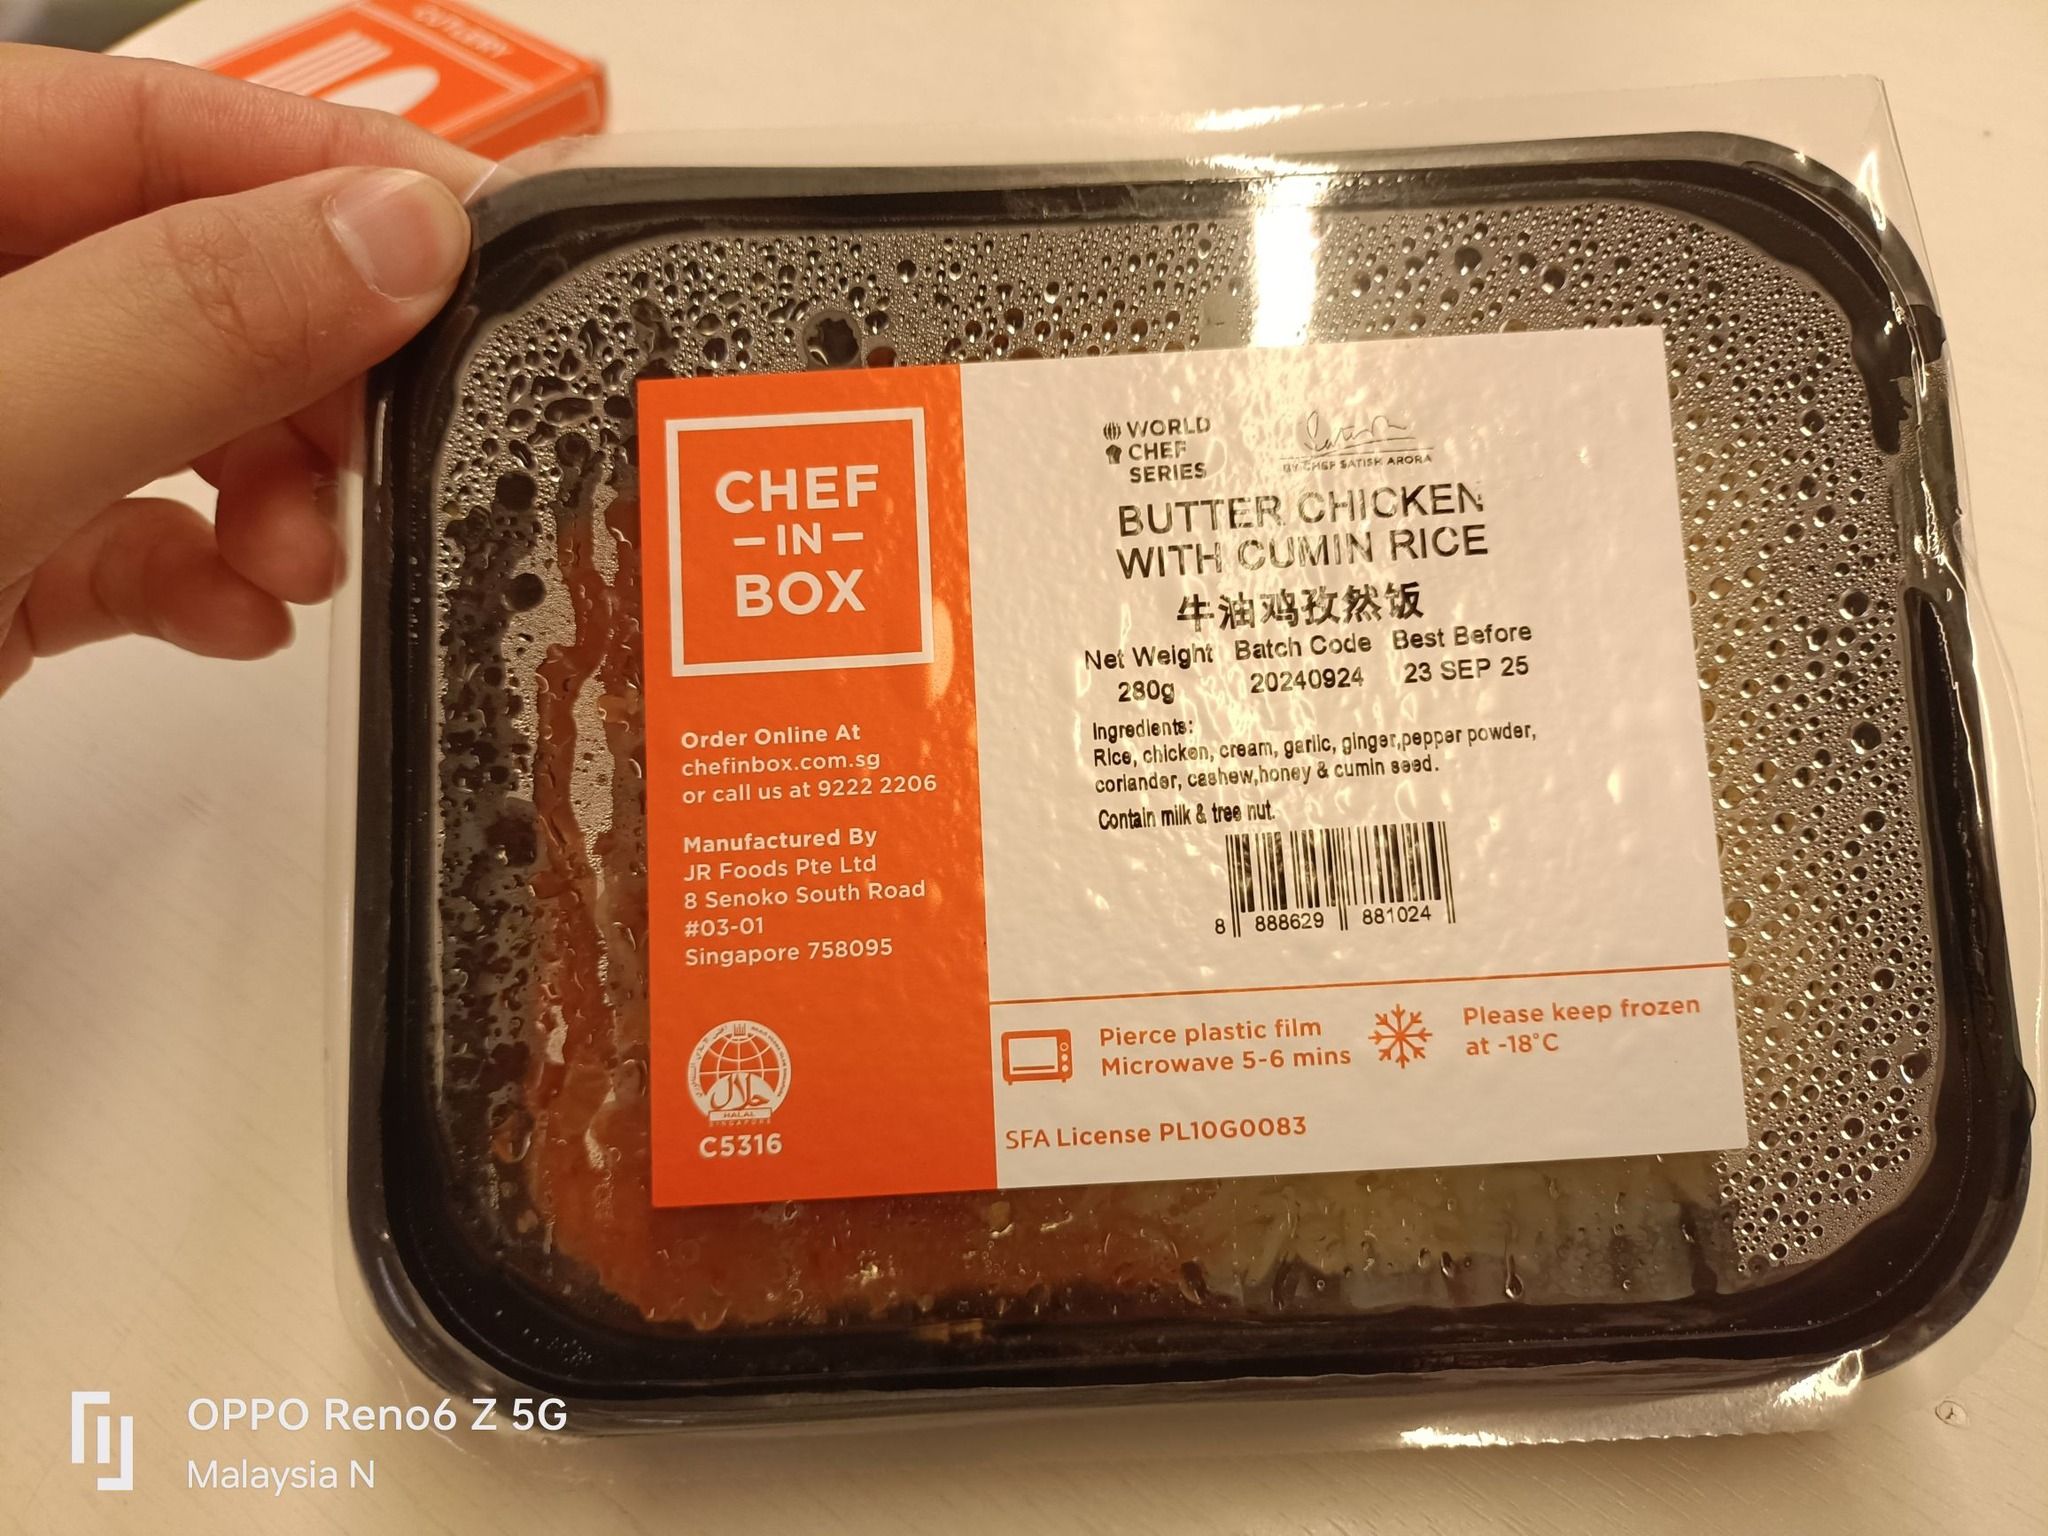 CUTLERY
CHEF
IN
BOX
Order Online At
chefinbox.com.sg
or call us at 9222 2206
Manufactured By
JR Foods Pte Ltd
8 Senoko South Road
#03-01
Singapore 758095
حلال
HALAL
SINGAPORE
C5316
WORLD
CHEF
SERIES
BY CHEF SATISH ARORA
BUTTER CHICKEN
WITH CUMIN RICE
牛油鸡孜然饭
Net Weight Batch Code Best Before
280g 20240924 23 SEP 25
Ingredients:
Rice, chicken, cream, garlic, ginger,pepper powder,
coriander, cashew,honey & cumin seed.
Contain milk & tree nut.
8 888629 881024
Pierce plastic film
Microwave 5-6 mins
Please keep frozen
at -18°C
SFA License PL10G0083
OPPO Reno6 Z 5G
Malaysia N